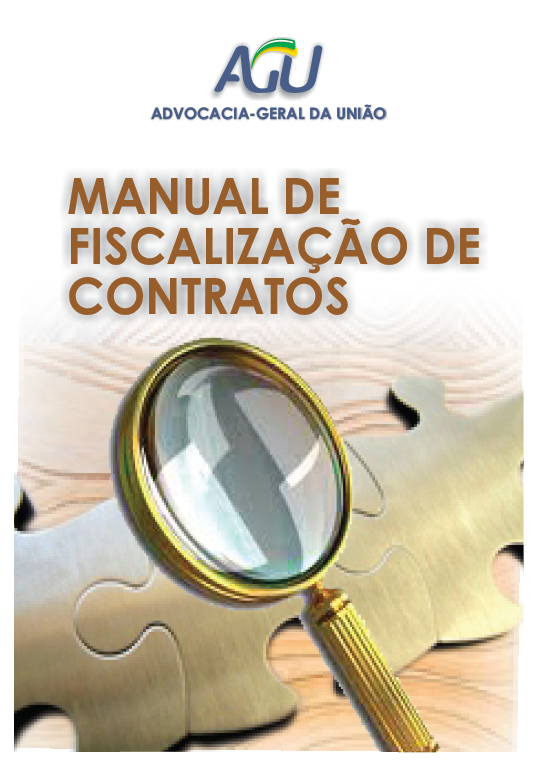 AGU
ADVOCACIA-GERAL DA UNIÃO
MANUAL DE
FISCALIZAÇÃO DE
CONTRATOS